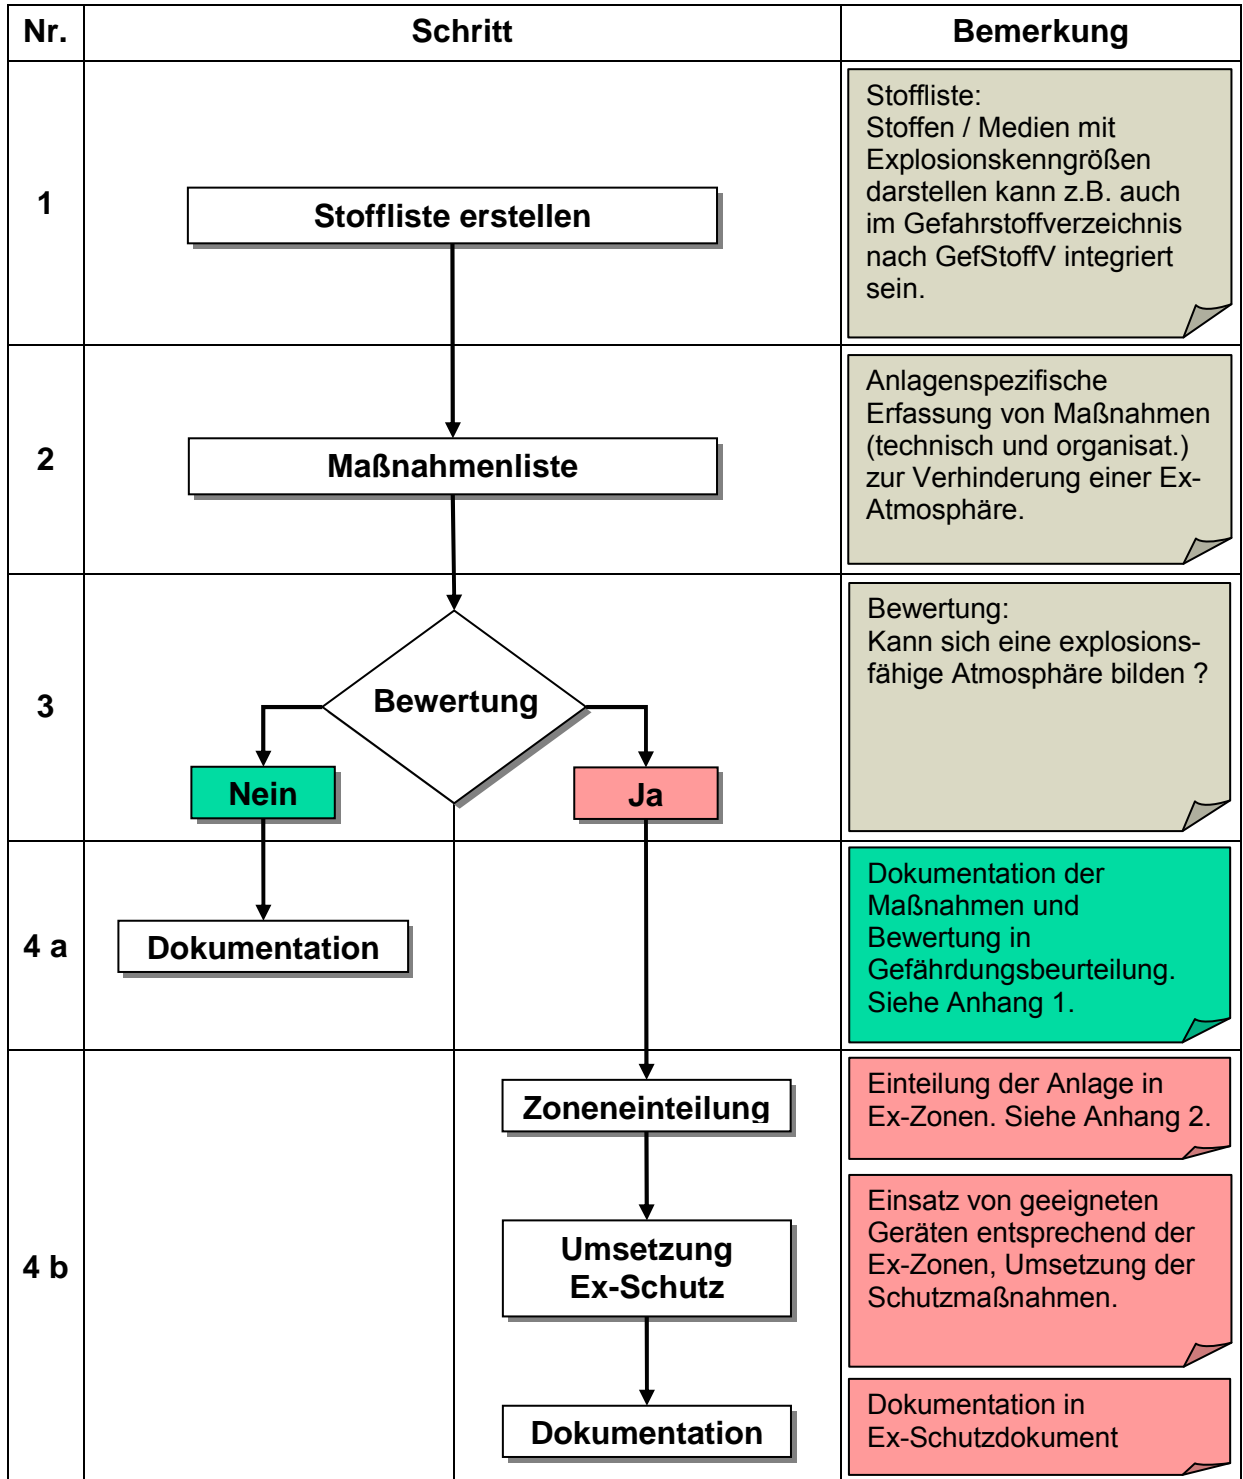 Nr.
Schritt
Bemerkung
1
Stoffliste erstellen
Stoffliste:
Stoffen / Medien mit
Explosionskenngrößen
darstellen kann z.B. auch
im Gefahrstoffverzeichnis
nach GefStoffV integriert
sein.
2
Maßnahmenliste
Anlagenspezifische
Erfassung von Maßnahmen
(technisch und organisat.)
zur Verhinderung einer Ex-
Atmosphäre.
3
Bewertung
Nein
Ja
Bewertung:
Kann sich eine explosions-
fähige Atmosphäre bilden ?
4 a
Dokumentation
Dokumentation der
Maßnahmen und
Bewertung in
Gefährdungsbeurteilung.
Siehe Anhang 1.
4 b
Zoneneinteilung
Einteilung der Anlage in
Ex-Zonen. Siehe Anhang 2.
Umsetzung
Ex-Schutz
Einsatz von geeigneten
Geräten entsprechend der
Ex-Zonen, Umsetzung der
Schutzmaßnahmen.
Dokumentation
Dokumentation in
Ex-Schutzdokument